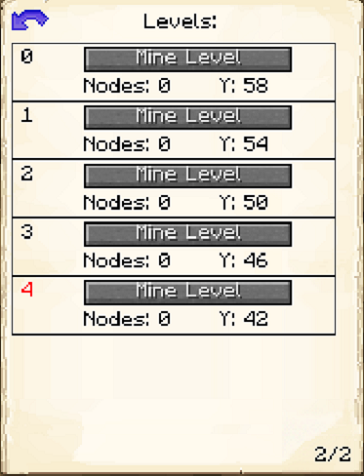 Levels:
0 Mine Level
Nodes: 0 Y: 58
1 Mine Level
Nodes: 0 Y: 54
2 Mine Level
Nodes: 0 Y: 50
3 Mine Level
Nodes: 0 Y: 46
4 Mine Level
Nodes: 0 Y: 42
2/2